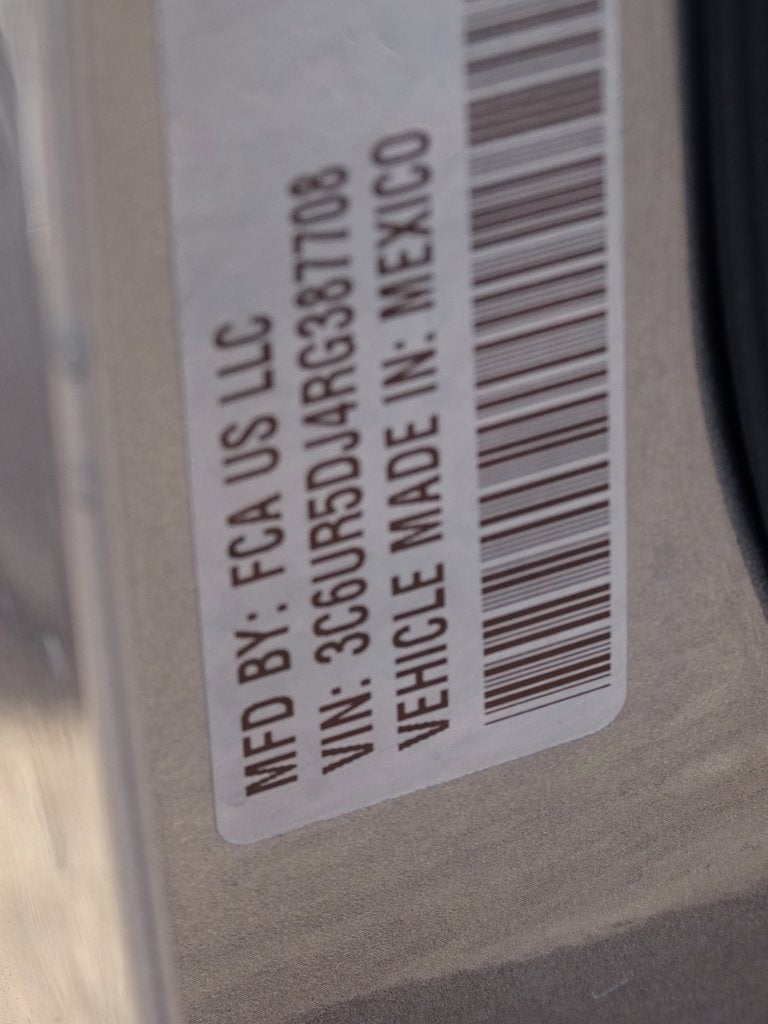 MFD BY: FCA US LLC
VIN: 3C6UR5DJ4RG387708
VEHICLE MADE IN: MEXICO